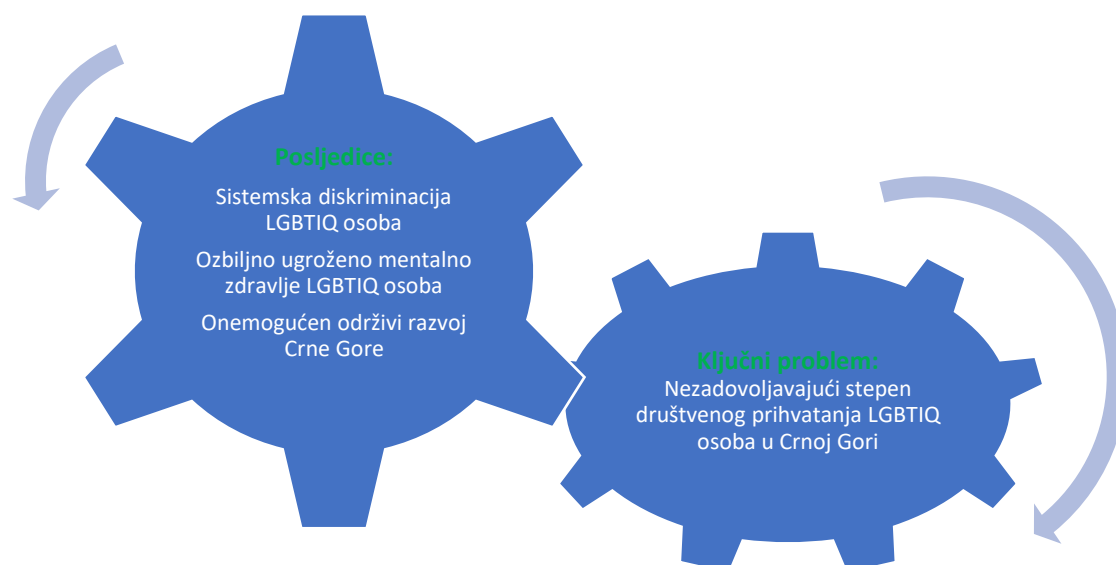 Posljedice:
Sistemska diskriminacija
LGBTIQ osoba
Ozbiljno ugroženo mentalno
zdravlje LGBTIQ osoba
Onemogućen održivi razvoj
Crne Gore
Ključni problem:
Nezadovoljavajući stepen
društvenog prihvatanja LGBTIQ
osoba u Crnoj Gori